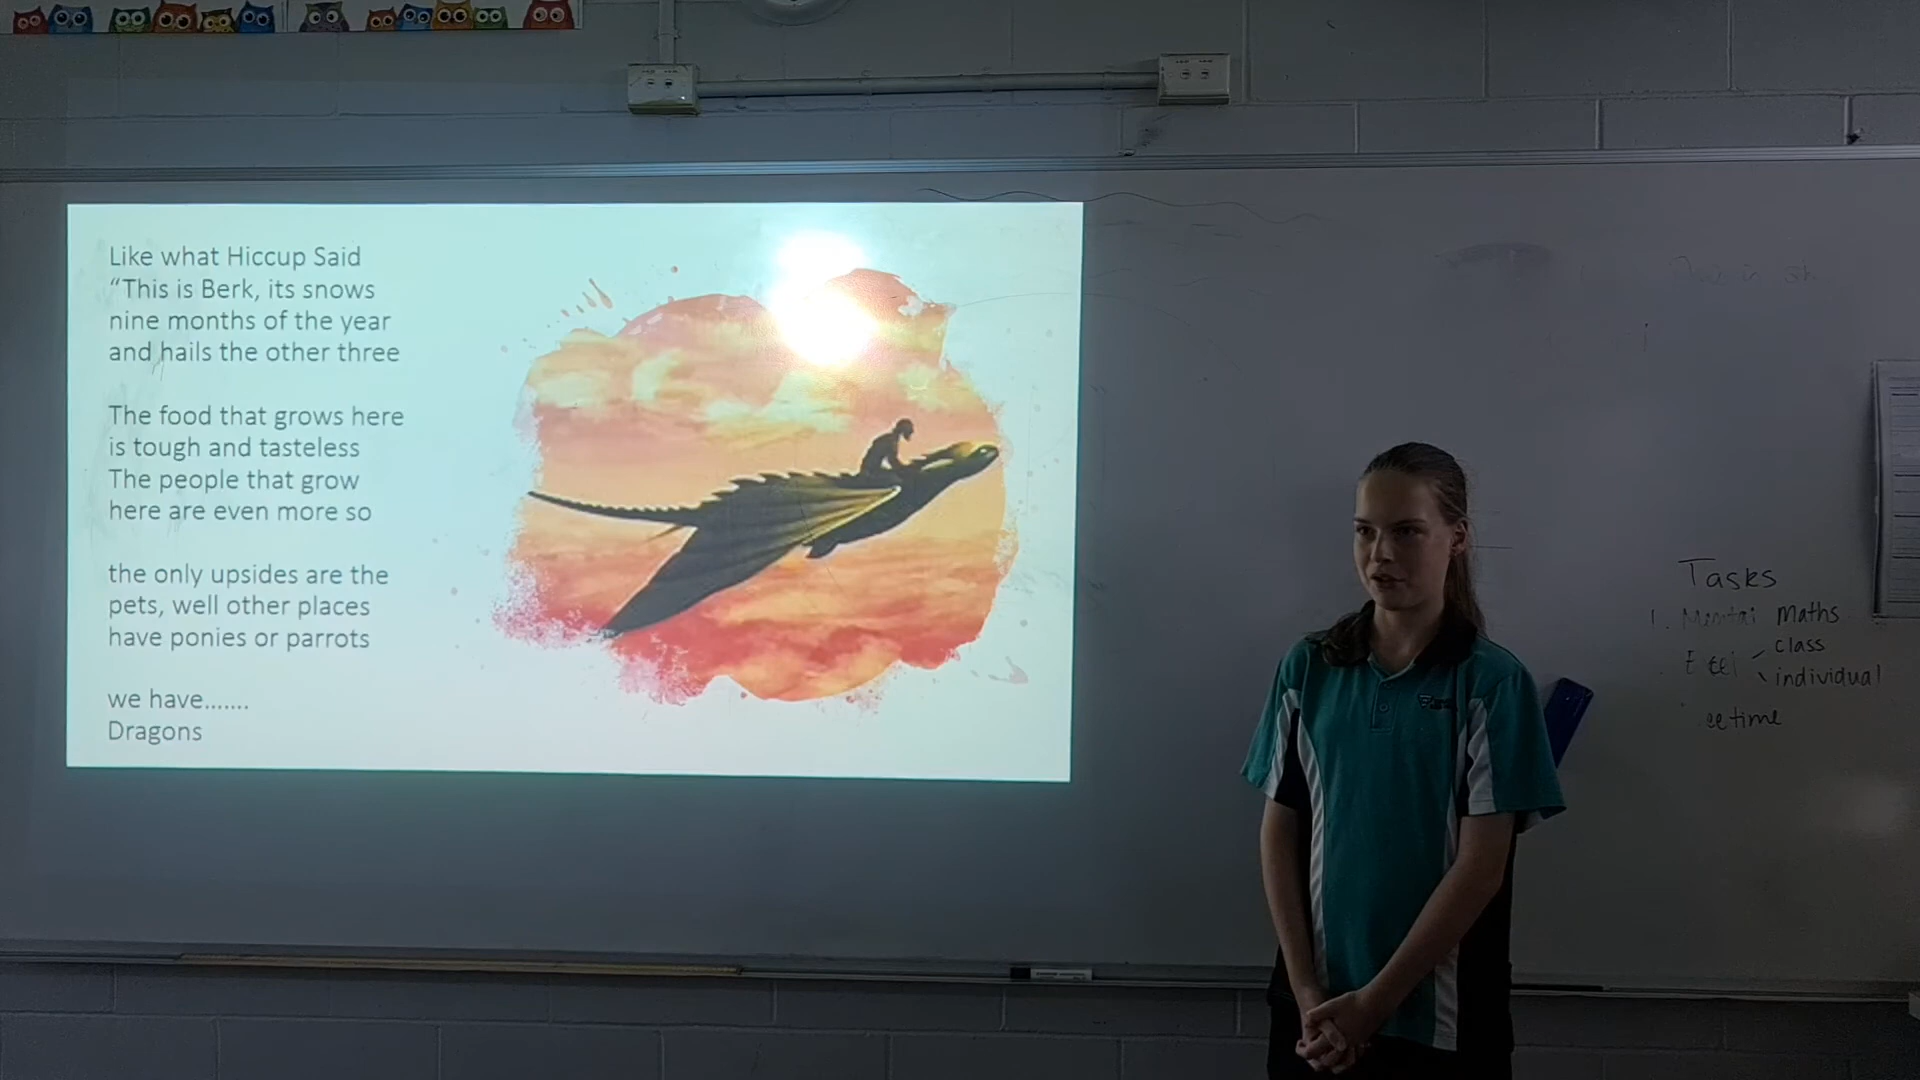 Like what Hiccup Said
“This is Berk, its snows
nine months of the year
and hails the other three
The food that grows here
is tough and tasteless
The people that grow
here are even more so
the only upsides are the
pets, well other places
have ponies or parrots
we have.......
Dragons
Tasks
1. Mental Maths
class
individual